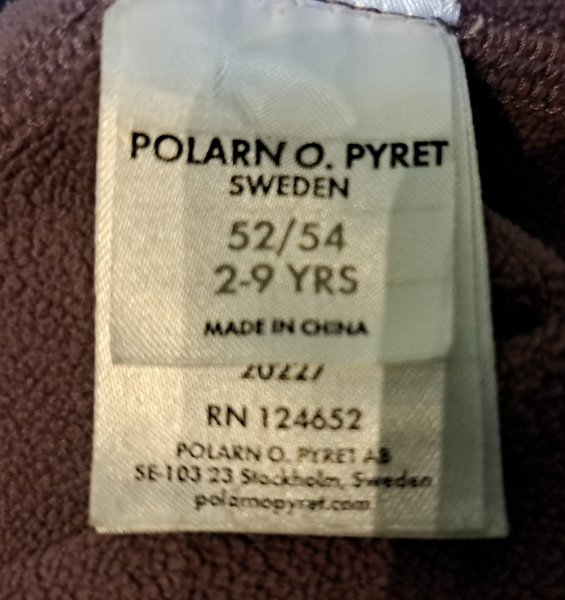 POLARN O. PYRET
SWEDEN
52/54
2-9 YRS
MADE IN CHINA
20227
RN 124652
POLARN O. PYRET AB
SE-103 23 Stockholm, Sweden
polarnopyret.com